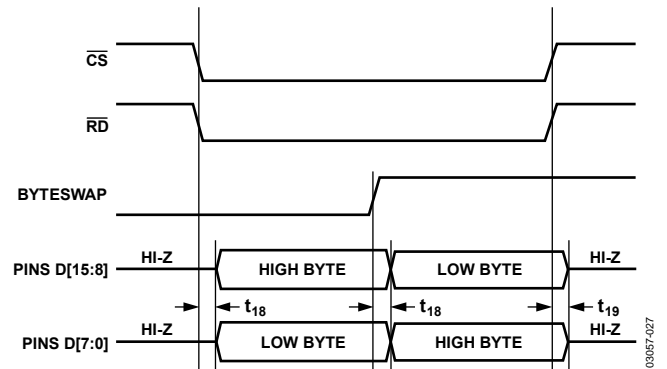 CS
RD
BYTESWAP
PINS D[15:8] HI-Z HIGH BYTE LOW BYTE HI-Z
t18 t18 t19
PINS D[7:0] HI-Z LOW BYTE HIGH BYTE HI-Z
03057-027